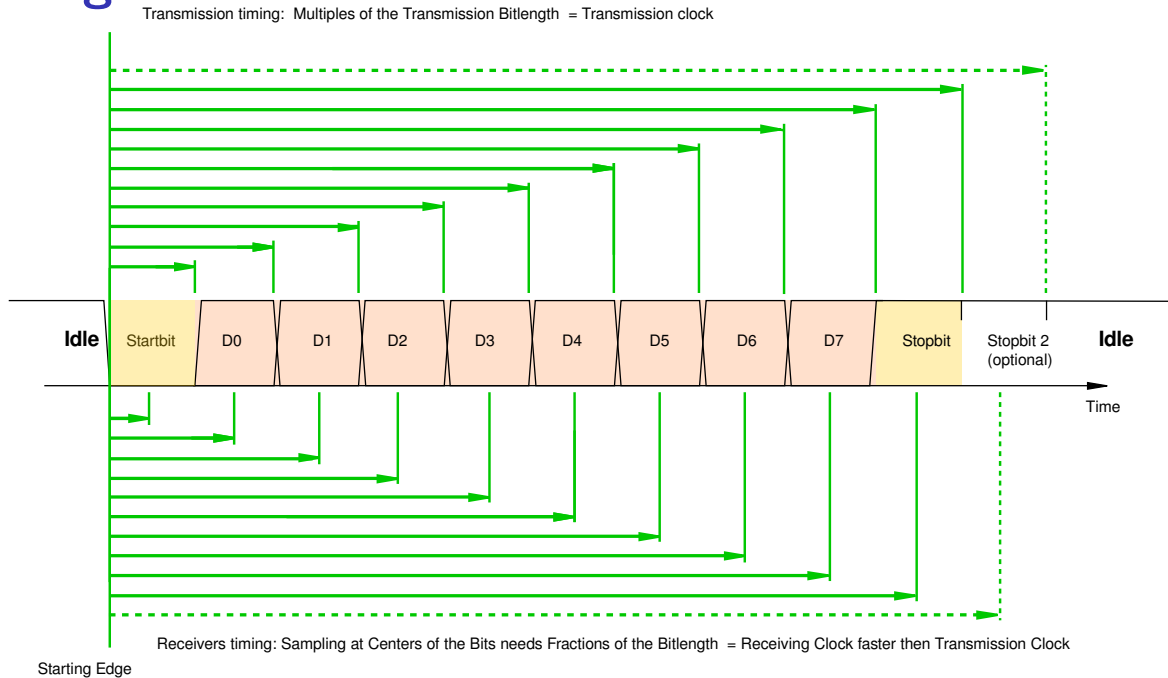 g
Transmission timing: Multiples of the Transmission Bitlength = Transmission clock
Idle
Startbit
D0
D1
D2
D3
D4
D5
D6
D7
Stopbit
Stopbit 2
(optional)
Idle
Time
Receivers timing: Sampling at Centers of the Bits needs Fractions of the Bitlength = Receiving Clock faster then Transmission Clock
Starting Edge